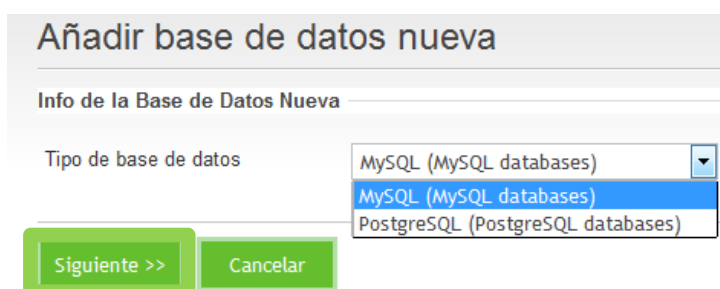 Añadir base de datos nueva
Info de la Base de Datos Nueva
Tipo de base de datos
MySQL (MySQL databases)
MySQL (MySQL databases)
PostgreSQL (PostgreSQL databases)
Siguiente >>
Cancelar